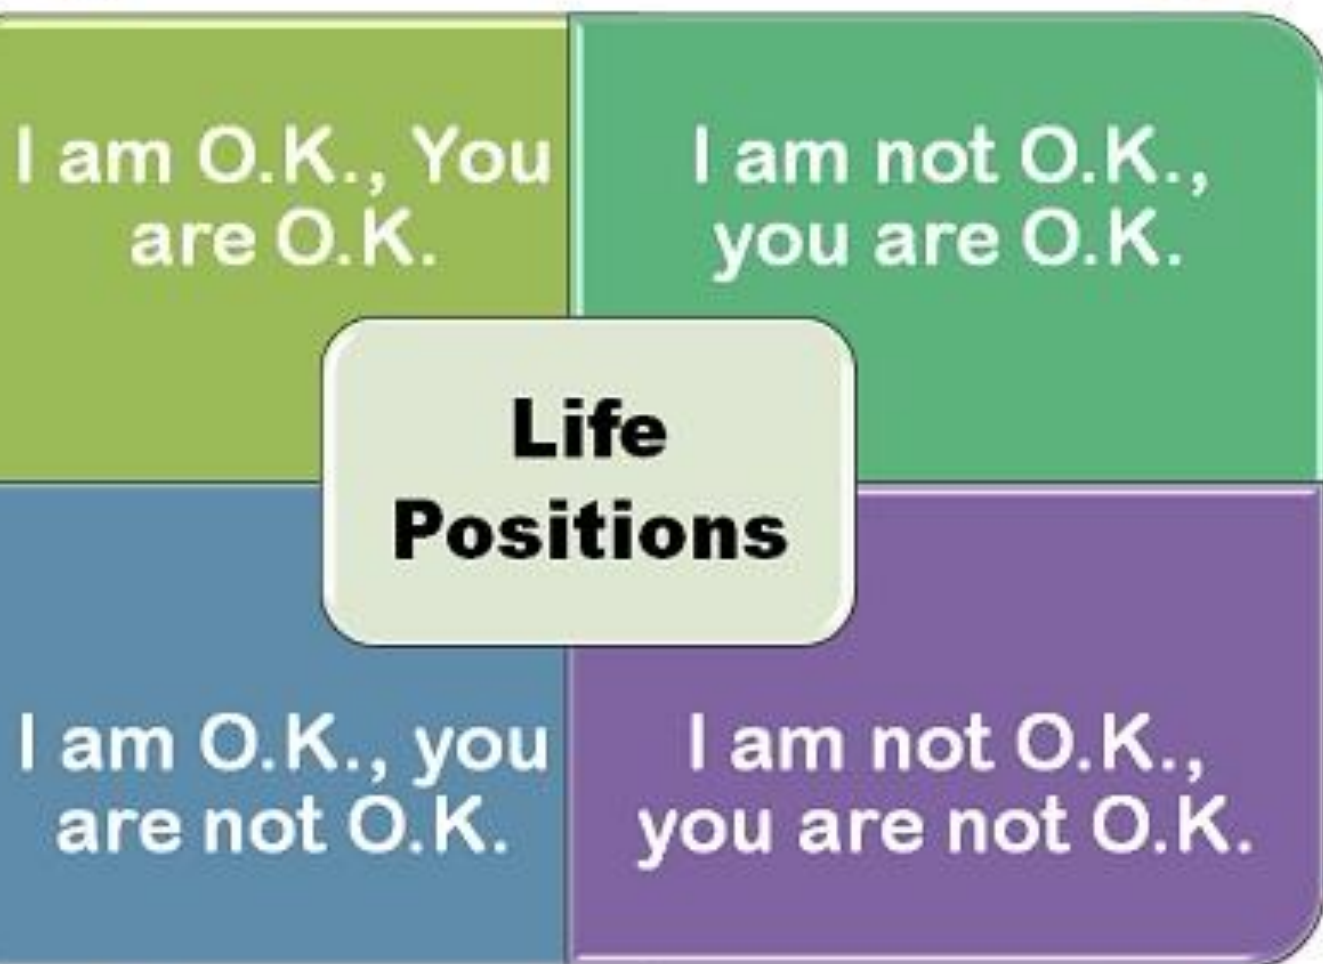 I am O.K., You
are O.K.
I am not O.K.,
you are O.K.
Life
Positions
I am O.K., you
are not O.K.
I am not O.K.,
you are not O.K.